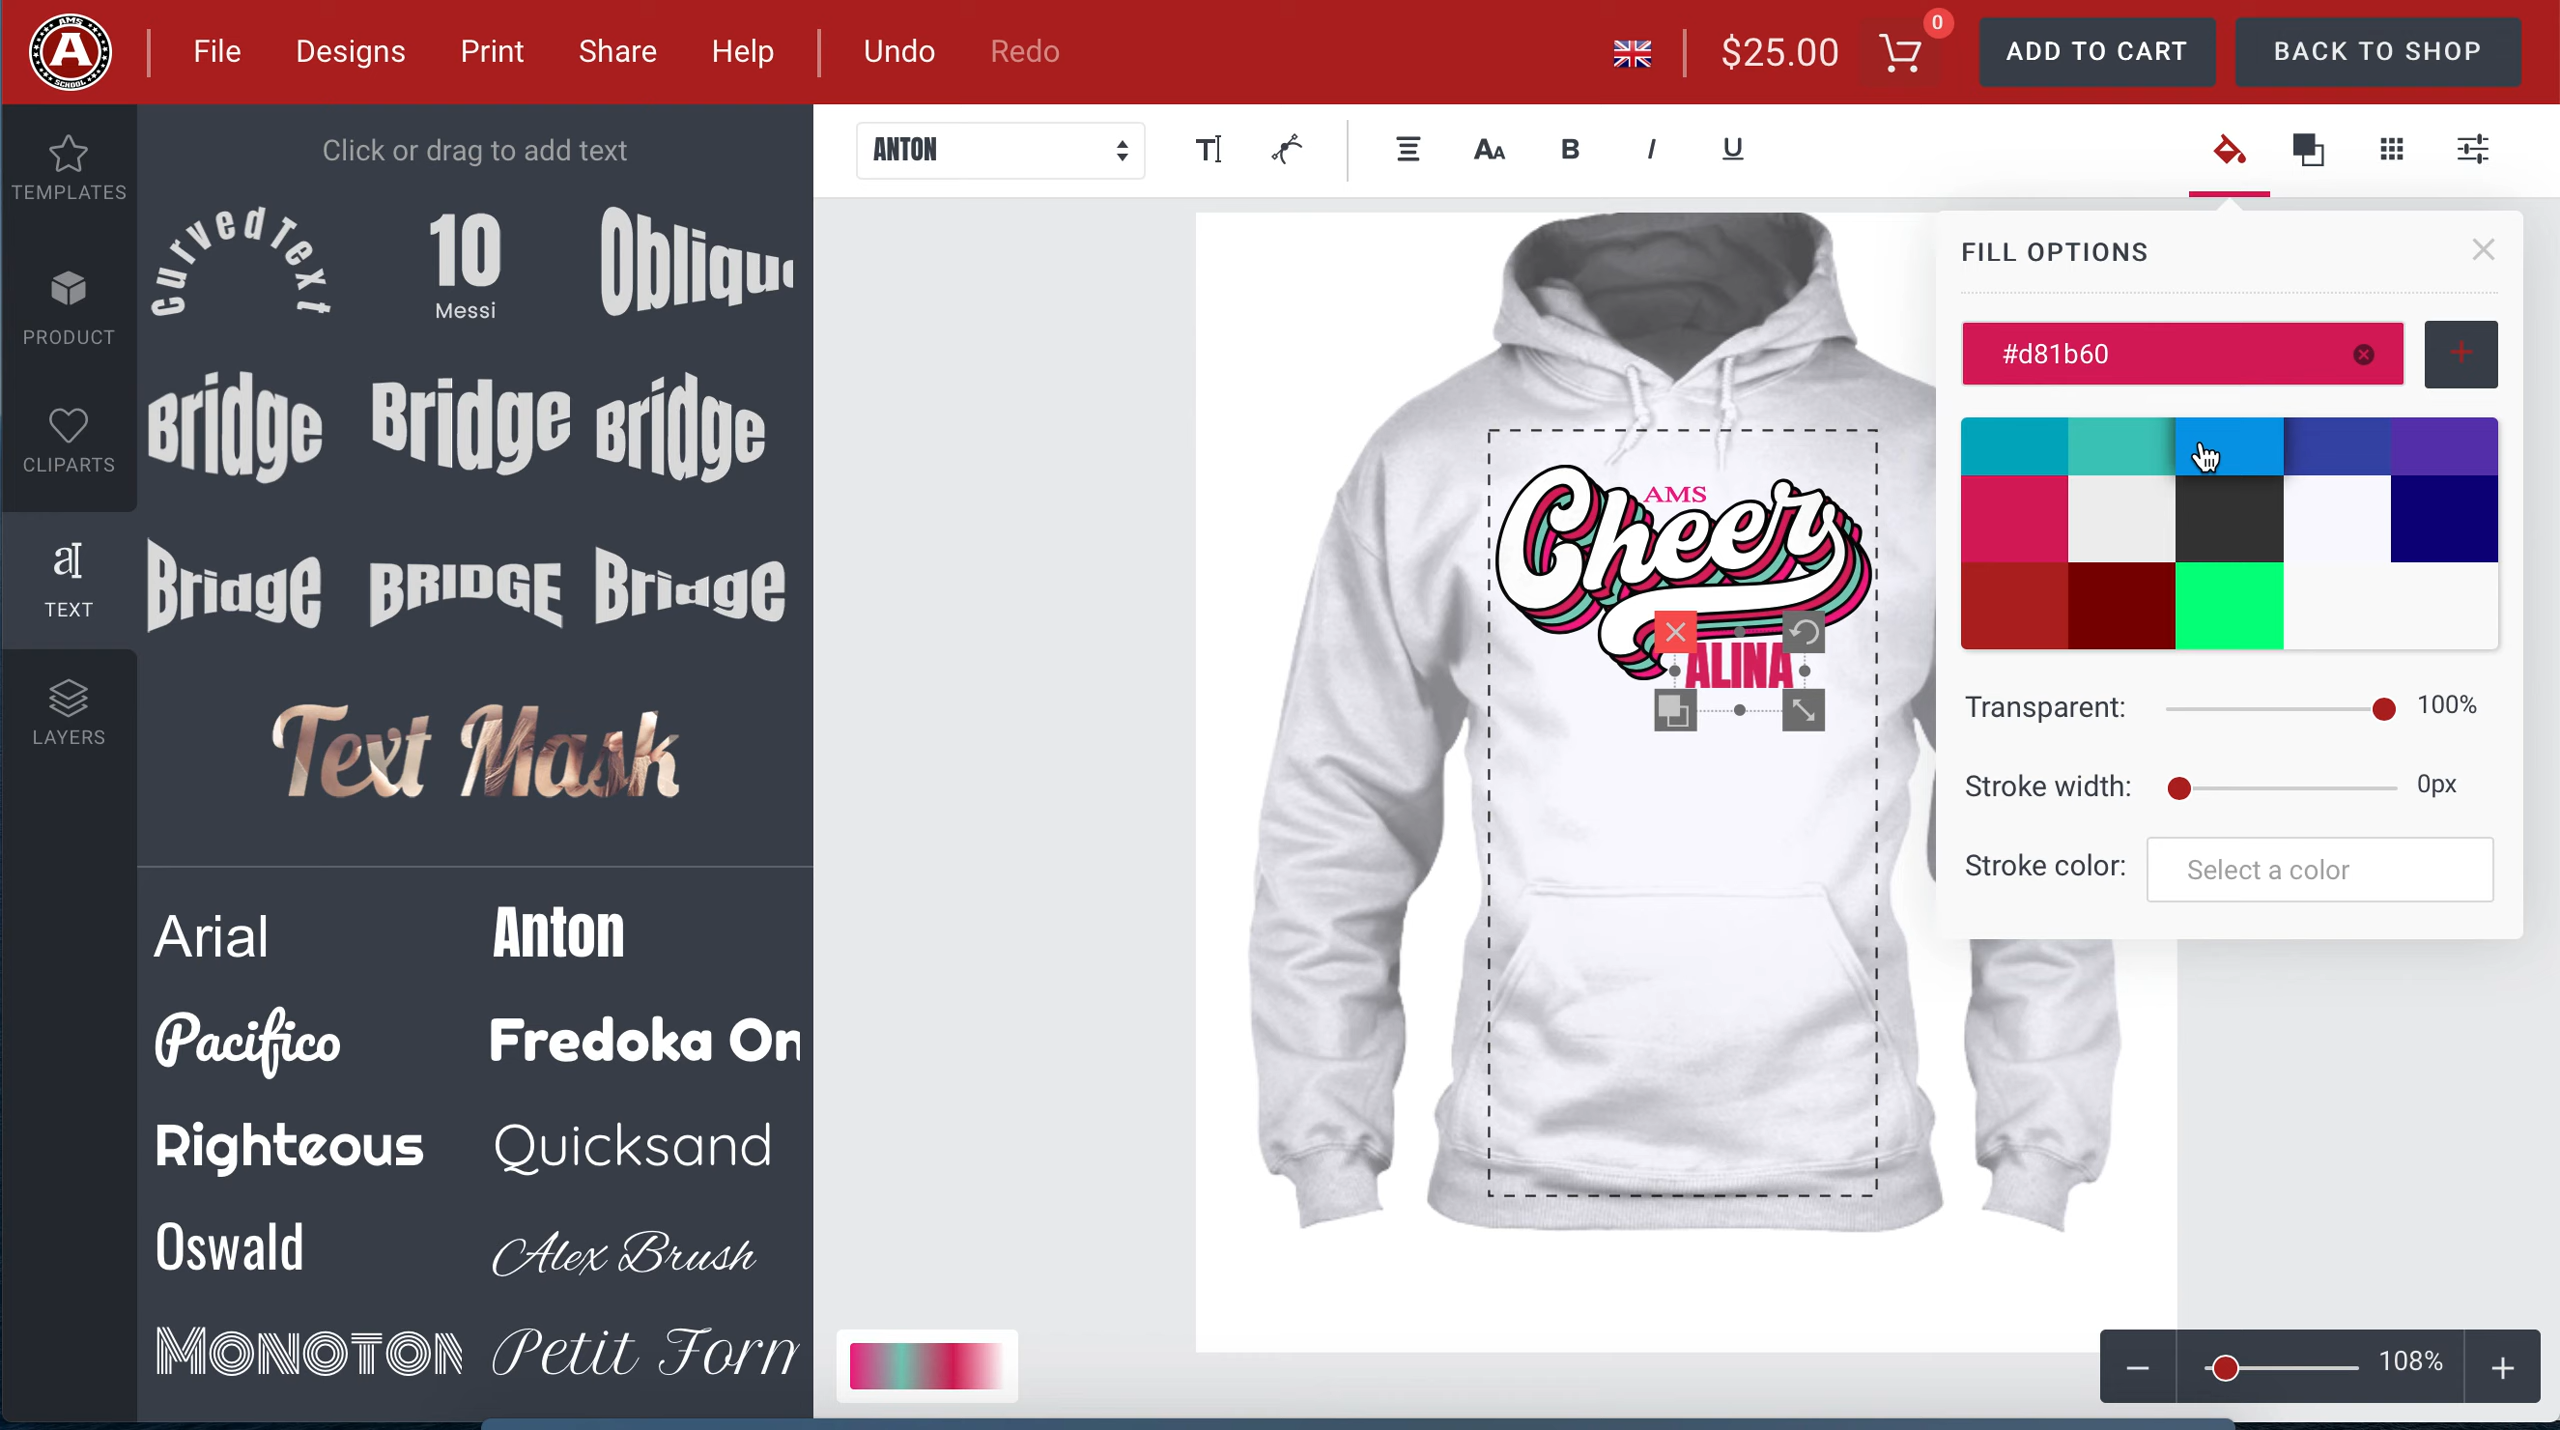 AMS
A
SCHOOL
File
Designs
Print
Share
Help
Undo
Redo
$25.00
0
ADD TO CART
BACK TO SHOP
TEMPLATES
PRODUCT
CLIPARTS
TEXT
LAYERS
Click or drag to add text
CurvedText
10
Messi
Obliqu
Bridge
Bridge
Bridge
Bridge
BRIDGE
Bridge
Text Mask
Arial
Anton
Pacifico
Fredoka On
Righteous
Quicksand
Oswald
Alex Brush
MONOTON
Petit Form
ANTON
AMS
Cheer
ALINA
FILL OPTIONS
#d81b60
Transparent:
100%
Stroke width:
0px
Stroke color:
Select a color
108%